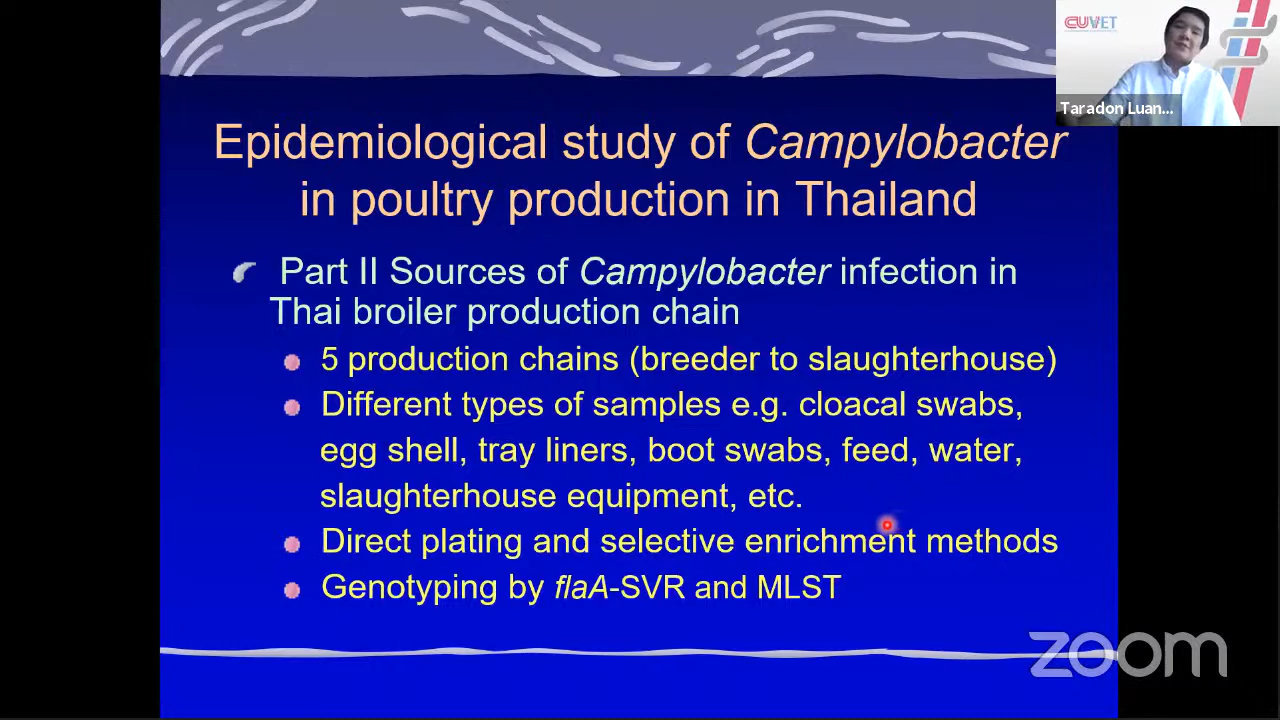 CUVET
Taradon Luan...
Epidemiological study of Campylobacter
in poultry production in Thailand
Part II Sources of Campylobacter infection in
Thai broiler production chain
5 production chains (breeder to slaughterhouse)
Different types of samples e.g. cloacal swabs,
egg shell, tray liners, boot swabs, feed, water,
slaughterhouse equipment, etc.
Direct plating and selective enrichment methods
Genotyping by flaA-SVR and MLST
zoom